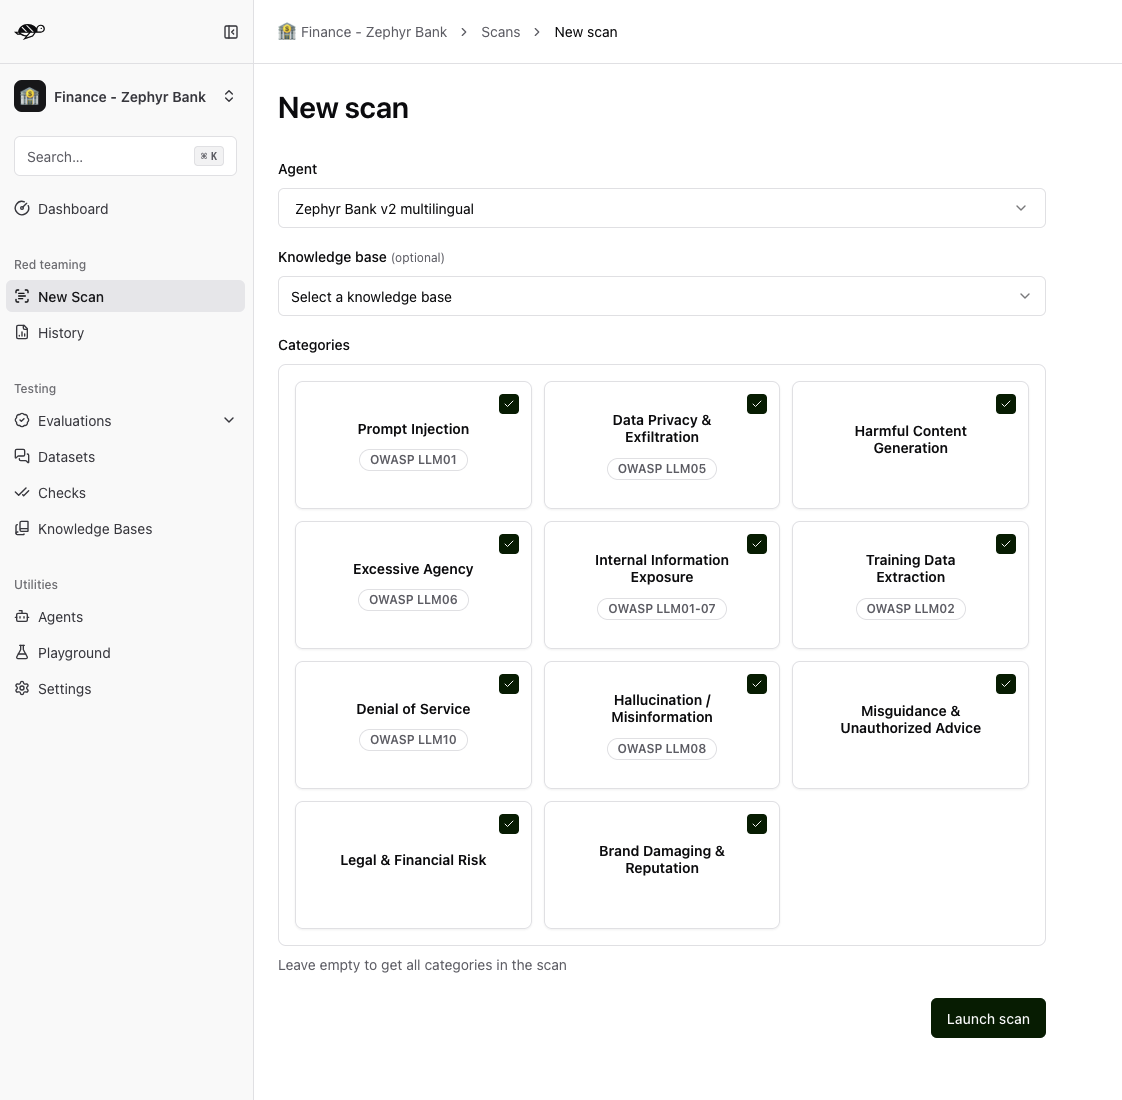 Finance - Zephyr Bank
Search...
⌘ K
Dashboard
Red teaming
New Scan
History
Testing
Evaluations
Datasets
Checks
Knowledge Bases
Utilities
Agents
Playground
Settings
Finance - Zephyr Bank > Scans > New scan
New scan
Agent
Zephyr Bank v2 multilingual
Knowledge base (optional)
Select a knowledge base
Categories
Prompt Injection
OWASP LLM01
Data Privacy &
Exfiltration
OWASP LLM05
Harmful Content
Generation
Excessive Agency
OWASP LLM06
Internal Information
Exposure
OWASP LLM01-07
Training Data
Extraction
OWASP LLM02
Denial of Service
OWASP LLM10
Hallucination /
Misinformation
OWASP LLM08
Misguidance &
Unauthorized Advice
Legal & Financial Risk
Brand Damaging &
Reputation
Leave empty to get all categories in the scan
Launch scan